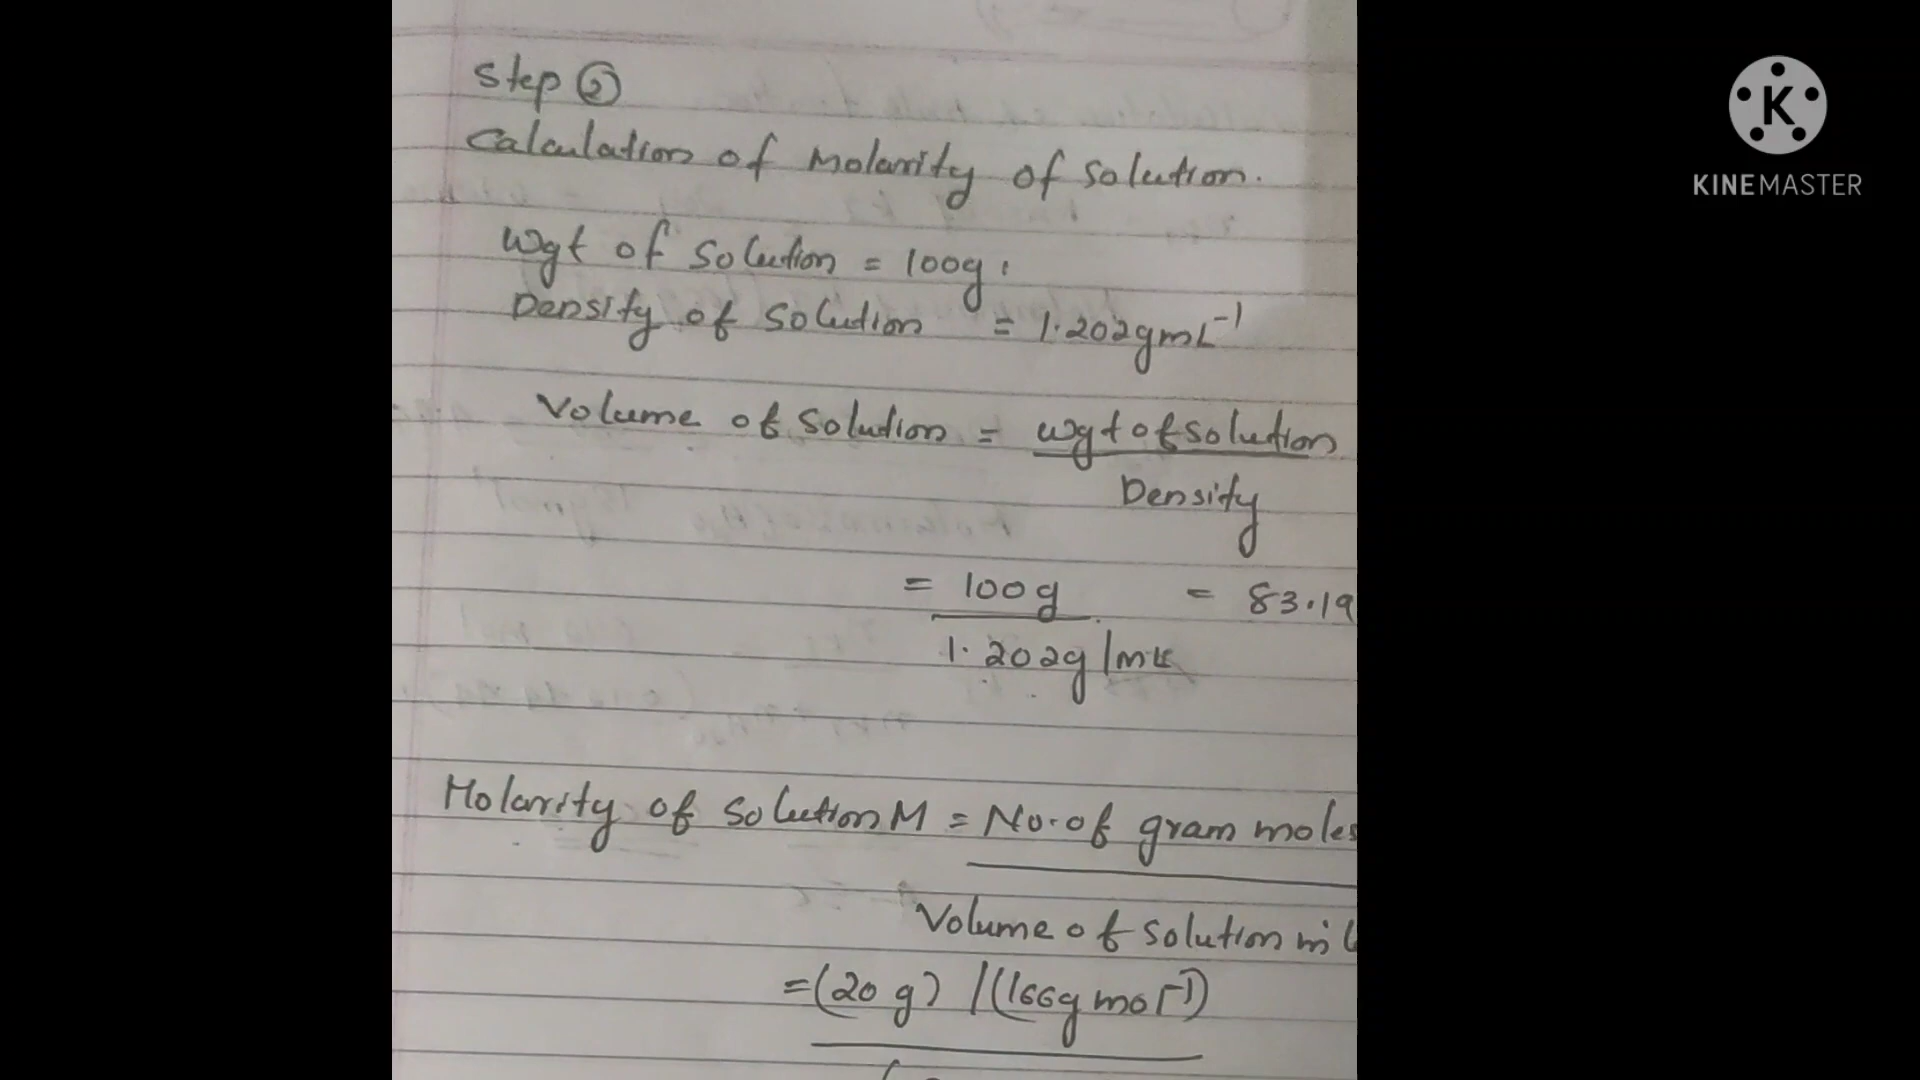 Step ②
Calculation of Molarity of Solution.
Wgt of Solution = 100g.
Density of Solution = 1.202gmL⁻¹
Volume of Solution = wgt of solution
Density
= 100g = 83.19
1.202g/mL
Molarity of Solution M = No. of gram moles
Volume of Solution in L
= (20 g) / (166g mol⁻¹)
K
KINEMASTER